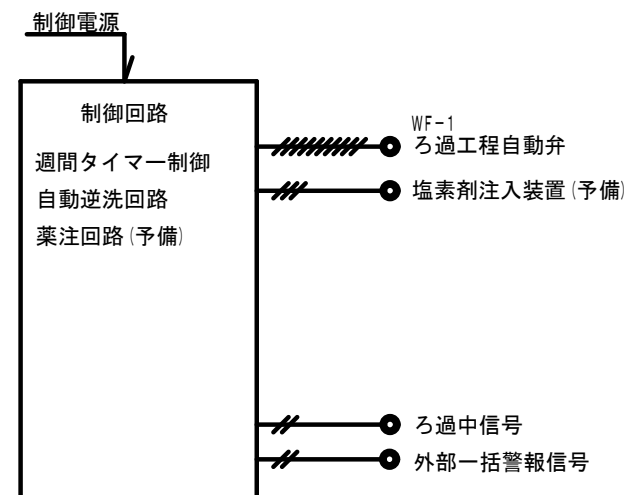 制御電源
制御回路
週間タイマー制御
自動逆洗回路
薬注回路(予備)
WF-1
ろ過工程自動弁
塩素剤注入装置(予備)
ろ過中信号
外部一括警報信号